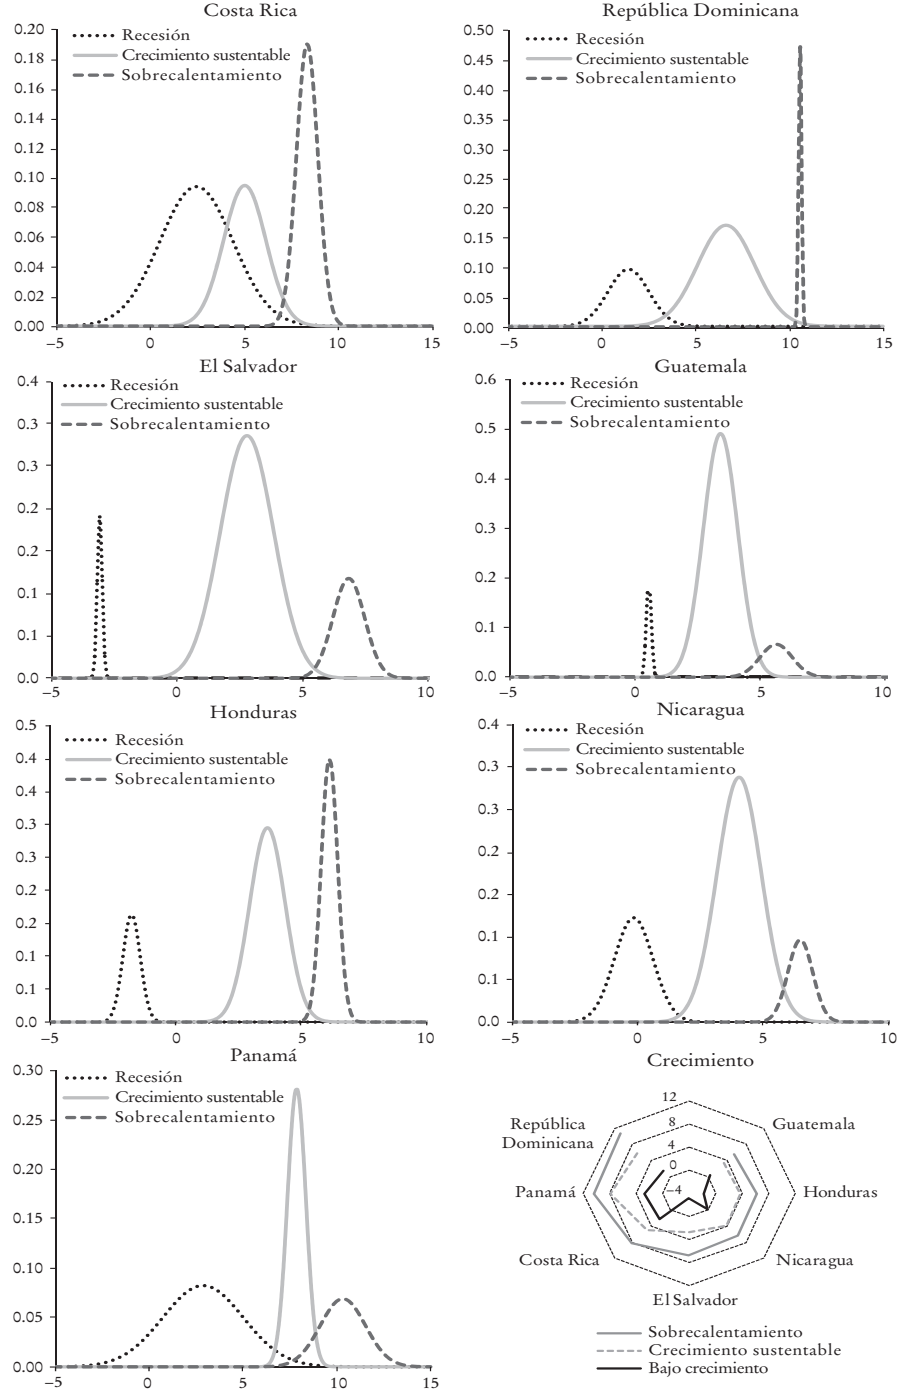 Costa Rica
0.20
0.18
0.16
0.14
0.12
0.10
0.08
0.06
0.04
0.02
0.00
Recesión
Crecimiento sustentable
Sobrecalentamiento
−5 0 5 10 15
República Dominicana
0.50
0.45
0.40
0.35
0.30
0.25
0.20
0.15
0.10
0.05
0.00
Recesión
Crecimiento sustentable
Sobrecalentamiento
−5 0 5 10 15
El Salvador
0.4
0.3
0.3
0.2
0.2
0.1
0.1
0.0
Recesión
Crecimiento sustentable
Sobrecalentamiento
−5 0 5 10
Guatemala
0.6
0.5
0.4
0.3
0.2
0.1
0.0
Recesión
Crecimiento sustentable
Sobrecalentamiento
−5 0 5 10
Honduras
0.5
0.4
0.4
0.3
0.3
0.2
0.2
0.1
0.1
0.0
Recesión
Crecimiento sustentable
Sobrecalentamiento
−5 0 5 10
Nicaragua
0.4
0.3
0.3
0.2
0.2
0.1
0.1
0.0
Recesión
Crecimiento sustentable
Sobrecalentamiento
−5 0 5 10
Panamá
0.30
0.25
0.20
0.15
0.10
0.05
0.00
Recesión
Crecimiento sustentable
Sobrecalentamiento
−5 0 5 10 15
Crecimiento
12
8
4
0
−4
República
Dominicana
Guatemala
Panamá
Honduras
Costa Rica
Nicaragua
El Salvador
Sobrecalentamiento
Crecimiento sustentable
Bajo crecimiento